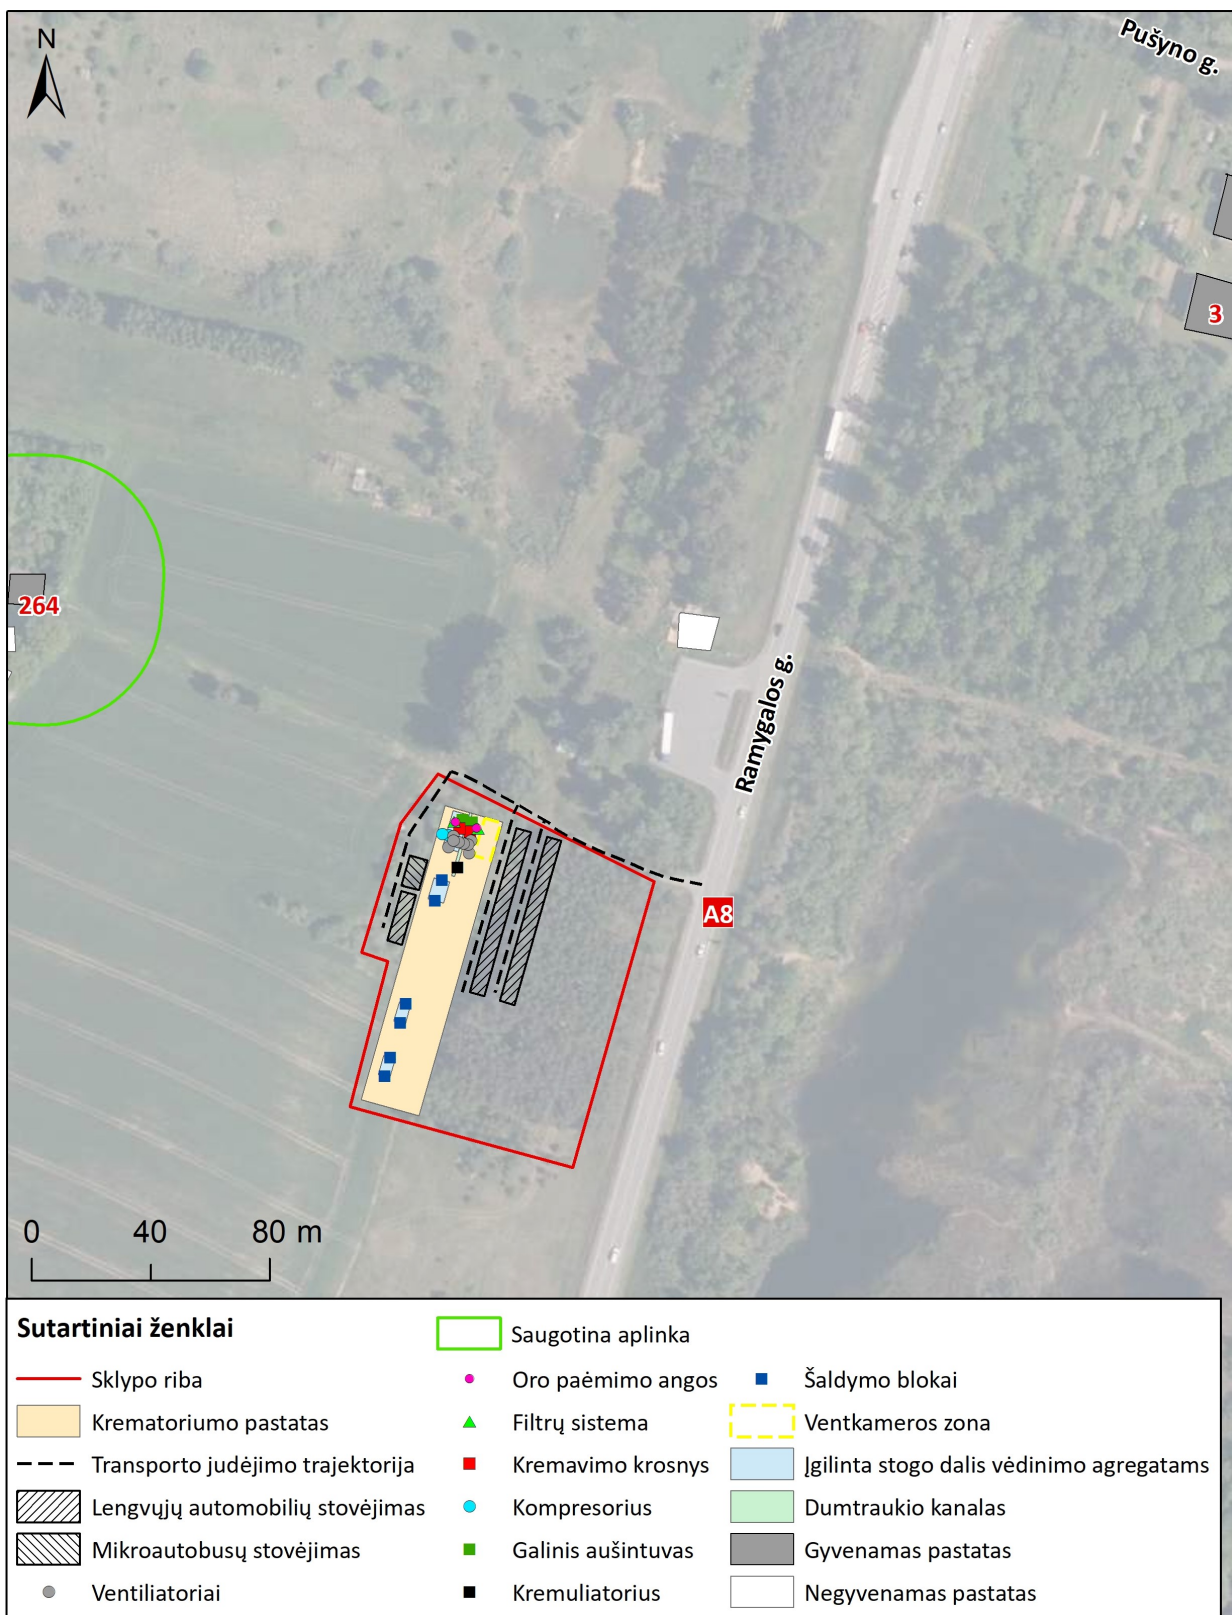 N
Pušyno g.
3
264
Ramygalos g.
A8
0 40 80 m
Sutartiniai ženklai
Sklypo riba
Krematoriumo pastatas
Transporto judėjimo trajektorija
Lengvųjų automobilių stovėjimas
Mikroautobusų stovėjimas
Ventiliatoriai
Saugotina aplinka
Oro paėmimo angos
Filtrų sistema
Kremavimo krosnys
Kompresorius
Galinis aušintuvas
Kremuliatorius
Šaldymo blokai
Ventkameros zona
Įgilinta stogo dalis vėdinimo agregatams
Dumtraukio kanalas
Gyvenamas pastatas
Negyvenamas pastatas